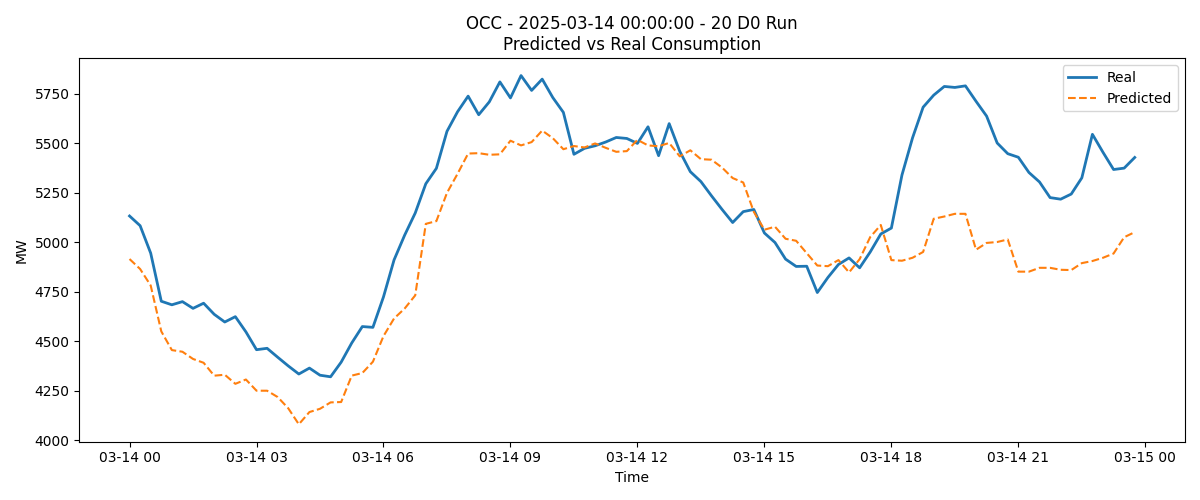 OCC - 2025-03-14 00:00:00 - 20 D0 Run
Predicted vs Real Consumption
Real
Predicted
MW
5750
5500
5250
5000
4750
4500
4250
4000
03-14 00
03-14 03
03-14 06
03-14 09
03-14 12
03-14 15
03-14 18
03-14 21
03-15 00
Time